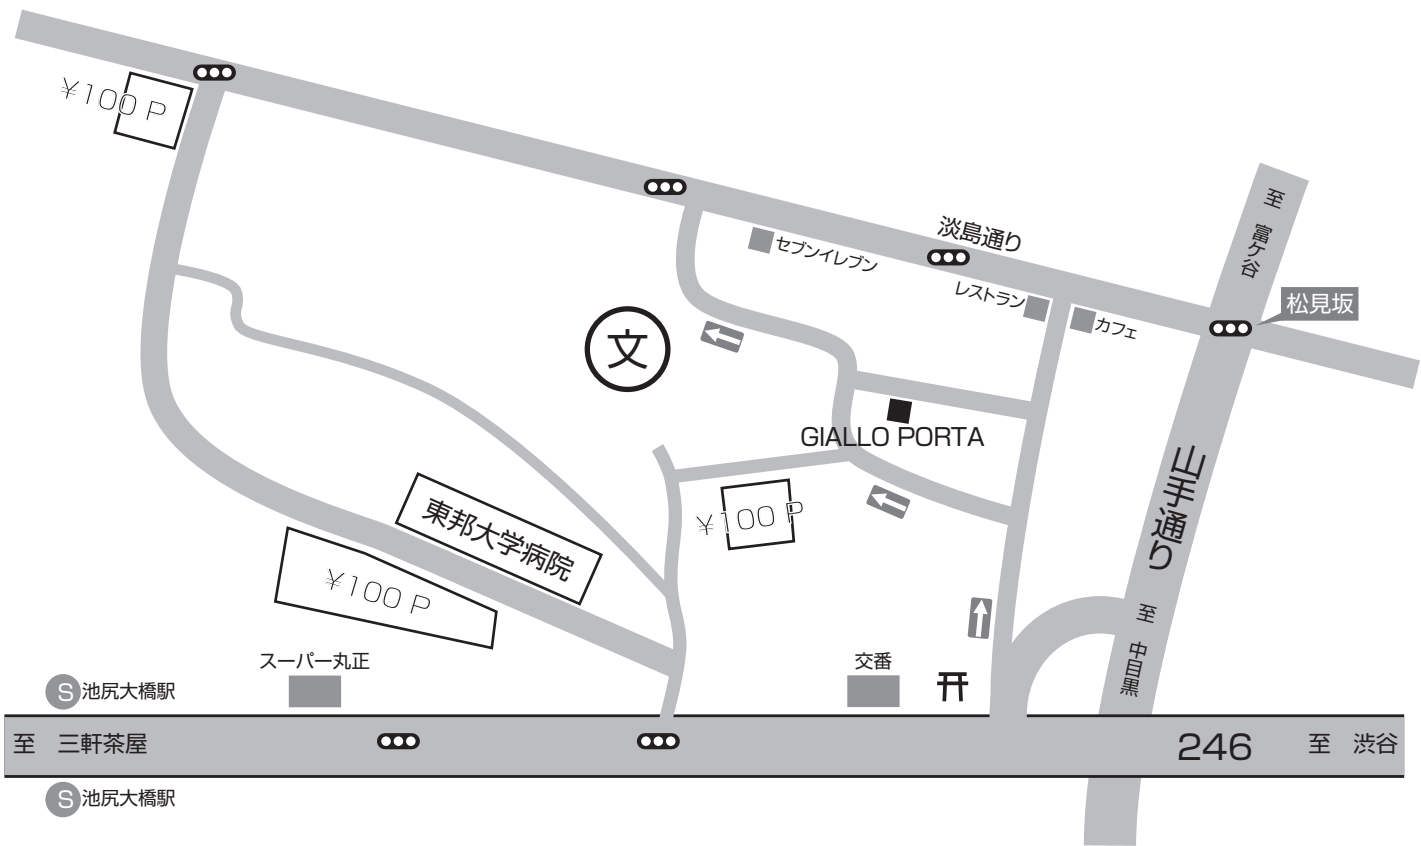 ¥100 P
淡島通り
セブンイレブン
レストラン
カフェ
至 富ケ谷
松見坂
文
GIALLO PORTA
山手通り
¥100 P
東邦大学病院
¥100 P
至 中目黒
スーパー丸正
交番
S 池尻大橋駅
至 三軒茶屋
246
至 渋谷
S 池尻大橋駅